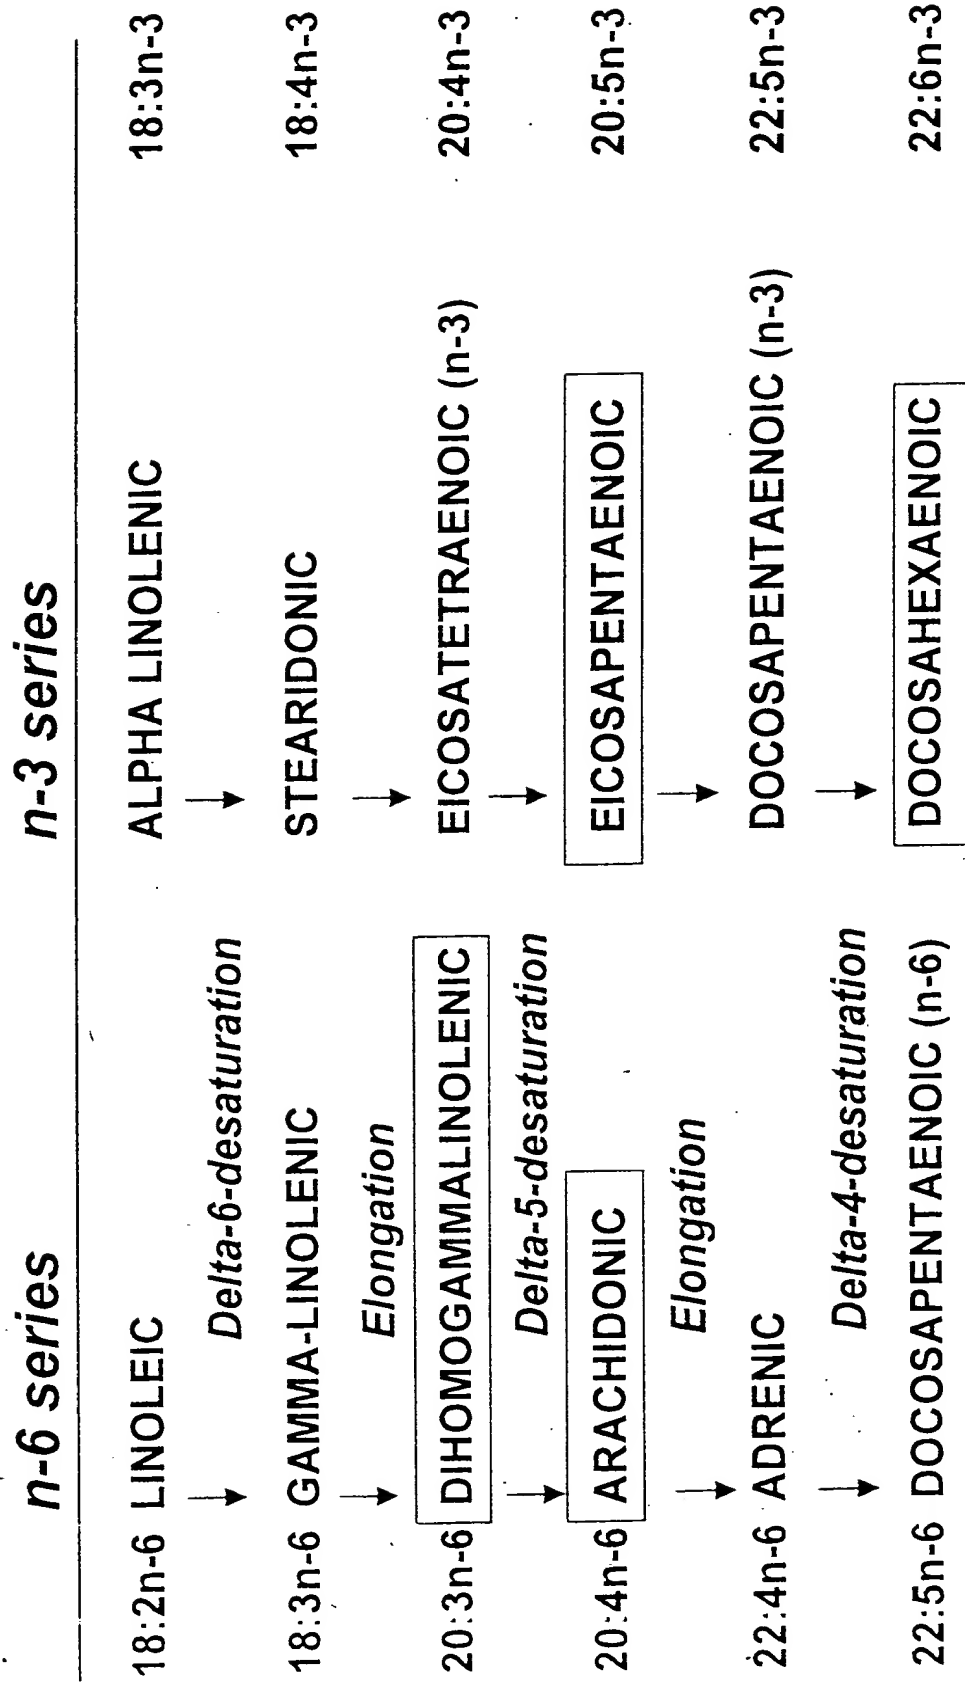 n-6 series n-3 series
18:2n-6 LINOLEIC ALPHA LINOLENIC 18:3n-3
Delta-6-desaturation
18:3n-6 GAMMA-LINOLENIC STEARIDONIC 18:4n-3
Elongation
20:3n-6 DIHOMOGAMMALINOLENIC EICOSATETRAENOIC (n-3) 20:4n-3
Delta-5-desaturation
20:4n-6 ARACHIDONIC EICOSAPENTAENOIC 20:5n-3
Elongation
22:4n-6 ADRENIC DOCOSAPENTAENOIC (n-3) 22:5n-3
Delta-4-desaturation
22:5n-6 DOCOSAPENTAENOIC (n-6) DOCOSAHEXAENOIC 22:6n-3